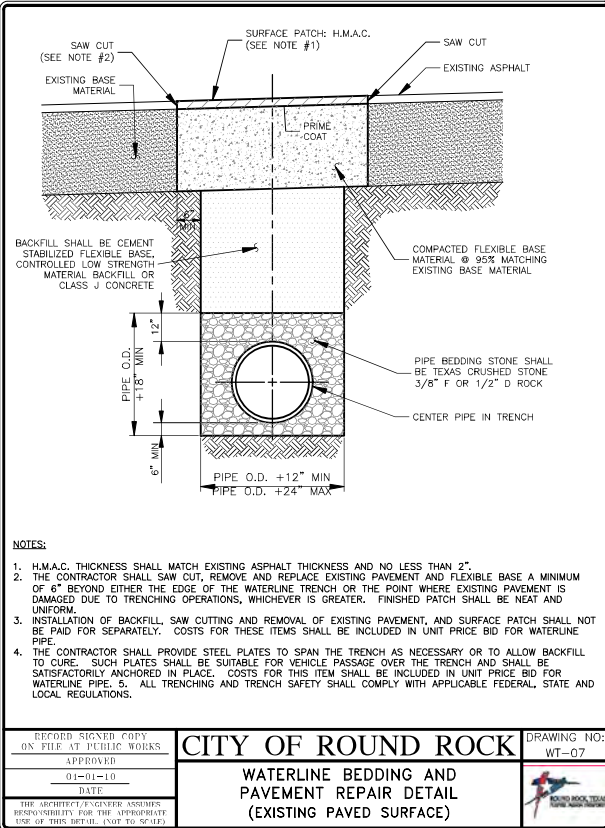 SURFACE PATCH: H.M.A.C.
(SEE NOTE #1)
SAW CUT
(SEE NOTE #2)
SAW CUT
EXISTING ASPHALT
EXISTING BASE
MATERIAL
PRIME
COAT
6"
MIN
BACKFILL SHALL BE CEMENT
STABILIZED FLEXIBLE BASE,
CONTROLLED LOW STRENGTH
MATERIAL BACKFILL OR
CLASS J CONCRETE
COMPACTED FLEXIBLE BASE
MATERIAL @ 95% MATCHING
EXISTING BASE MATERIAL
12"
PIPE O.D.
+18" MIN
6" MIN
PIPE BEDDING STONE SHALL
BE TEXAS CRUSHED STONE
3/8" F OR 1/2" D ROCK
CENTER PIPE IN TRENCH
PIPE O.D. +12" MIN
PIPE O.D. +24" MAX
NOTES:
1. H.M.A.C. THICKNESS SHALL MATCH EXISTING ASPHALT THICKNESS AND NO LESS THAN 2".
2. THE CONTRACTOR SHALL SAW CUT, REMOVE AND REPLACE EXISTING PAVEMENT AND FLEXIBLE BASE A MINIMUM
OF 6" BEYOND EITHER THE EDGE OF THE WATERLINE TRENCH OR THE POINT WHERE EXISTING PAVEMENT IS
DAMAGED DUE TO TRENCHING OPERATIONS, WHICHEVER IS GREATER. FINISHED PATCH SHALL BE NEAT AND
UNIFORM.
3. INSTALLATION OF BACKFILL, SAW CUTTING AND REMOVAL OF EXISTING PAVEMENT, AND SURFACE PATCH SHALL NOT
BE PAID FOR SEPARATELY. COSTS FOR THESE ITEMS SHALL BE INCLUDED IN UNIT PRICE BID FOR WATERLINE
PIPE.
4. THE CONTRACTOR SHALL PROVIDE STEEL PLATES TO SPAN THE TRENCH AS NECESSARY OR TO ALLOW BACKFILL
TO CURE. SUCH PLATES SHALL BE SUITABLE FOR VEHICLE PASSAGE OVER THE TRENCH AND SHALL BE
SATISFACTORILY ANCHORED IN PLACE. COSTS FOR THIS ITEM SHALL BE INCLUDED IN UNIT PRICE BID FOR
WATERLINE PIPE. 5. ALL TRENCHING AND TRENCH SAFETY SHALL COMPLY WITH APPLICABLE FEDERAL, STATE AND
LOCAL REGULATIONS.
RECORD SIGNED COPY
ON FILE AT PUBLIC WORKS
APPROVED
01-01-10
DATE
THE ARCHITECT/ENGINEER ASSUMES
RESPONSIBILITY FOR THE APPROPRIATE
USE OF THIS DETAIL. (NOT TO SCALE)
CITY OF ROUND ROCK
WATERLINE BEDDING AND
PAVEMENT REPAIR DETAIL
(EXISTING PAVED SURFACE)
DRAWING NO:
WT-07
ROUND ROCK, TEXAS